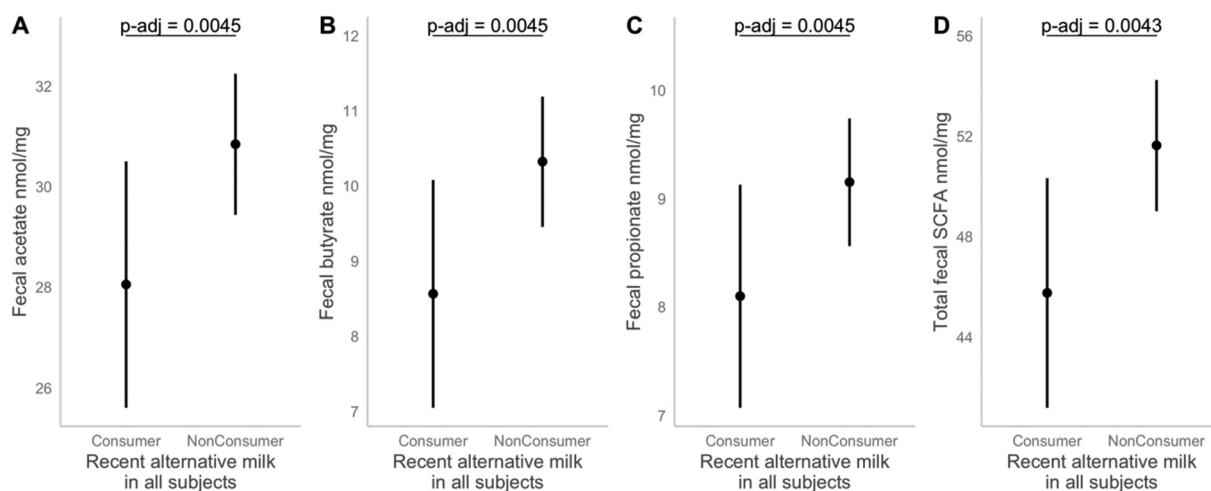 A
p-adj = 0.0045
Fecal acetate nmol/mg
32
30
28
26
Consumer NonConsumer
Recent alternative milk
in all subjects
B
p-adj = 0.0045
Fecal butyrate nmol/mg
12
11
10
9
8
7
Consumer NonConsumer
Recent alternative milk
in all subjects
C
p-adj = 0.0045
Fecal propionate nmol/mg
10
9
8
7
Consumer NonConsumer
Recent alternative milk
in all subjects
D
p-adj = 0.0043
Total fecal SCFA nmol/mg
56
52
48
44
Consumer NonConsumer
Recent alternative milk
in all subjects